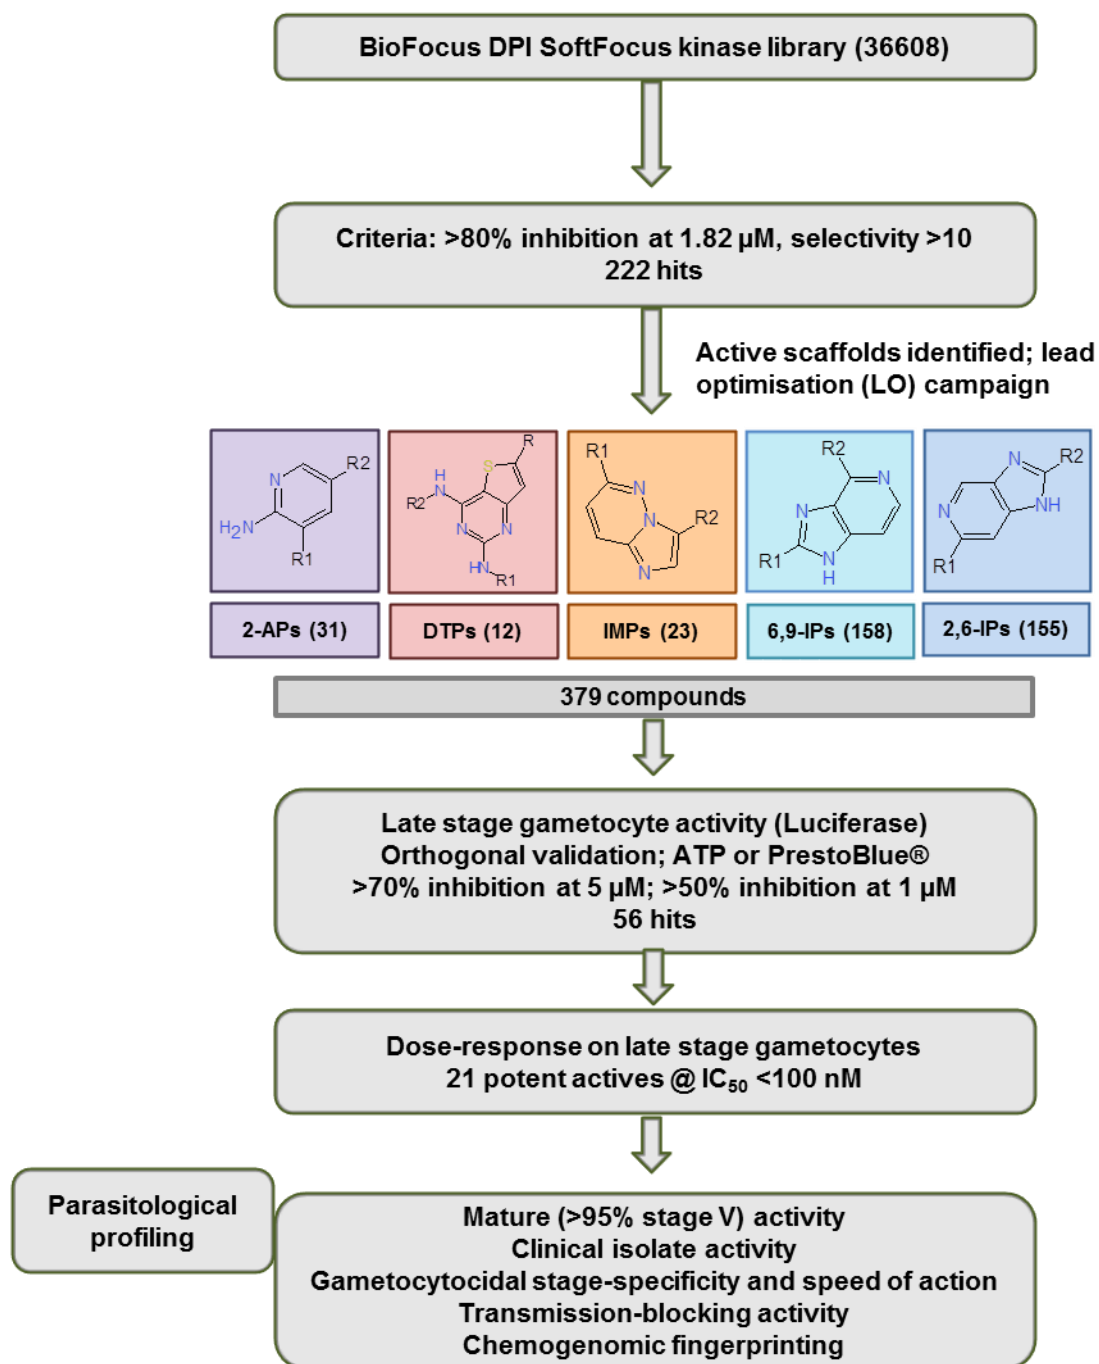 BioFocus DPI SoftFocus kinase library (36608)
Criteria: >80% inhibition at 1.82 µM, selectivity >10
222 hits
Active scaffolds identified; lead
optimisation (LO) campaign
N
R2
H₂N
R1
R
S
H
N
R2
N
N
HN
R1
R1
N
N
R2
N
R2
N
N
R1
N
H
N
R2
N
NH
R1
2-APs (31)
DTPs (12)
IMPs (23)
6,9-IPs (158)
2,6-IPs (155)
379 compounds
Late stage gametocyte activity (Luciferase)
Orthogonal validation; ATP or PrestoBlue®
>70% inhibition at 5 µM; >50% inhibition at 1 µM
56 hits
Dose-response on late stage gametocytes
21 potent actives @ IC₅₀ <100 nM
Parasitological
profiling
Mature (>95% stage V) activity
Clinical isolate activity
Gametocytocidal stage-specificity and speed of action
Transmission-blocking activity
Chemogenomic fingerprinting